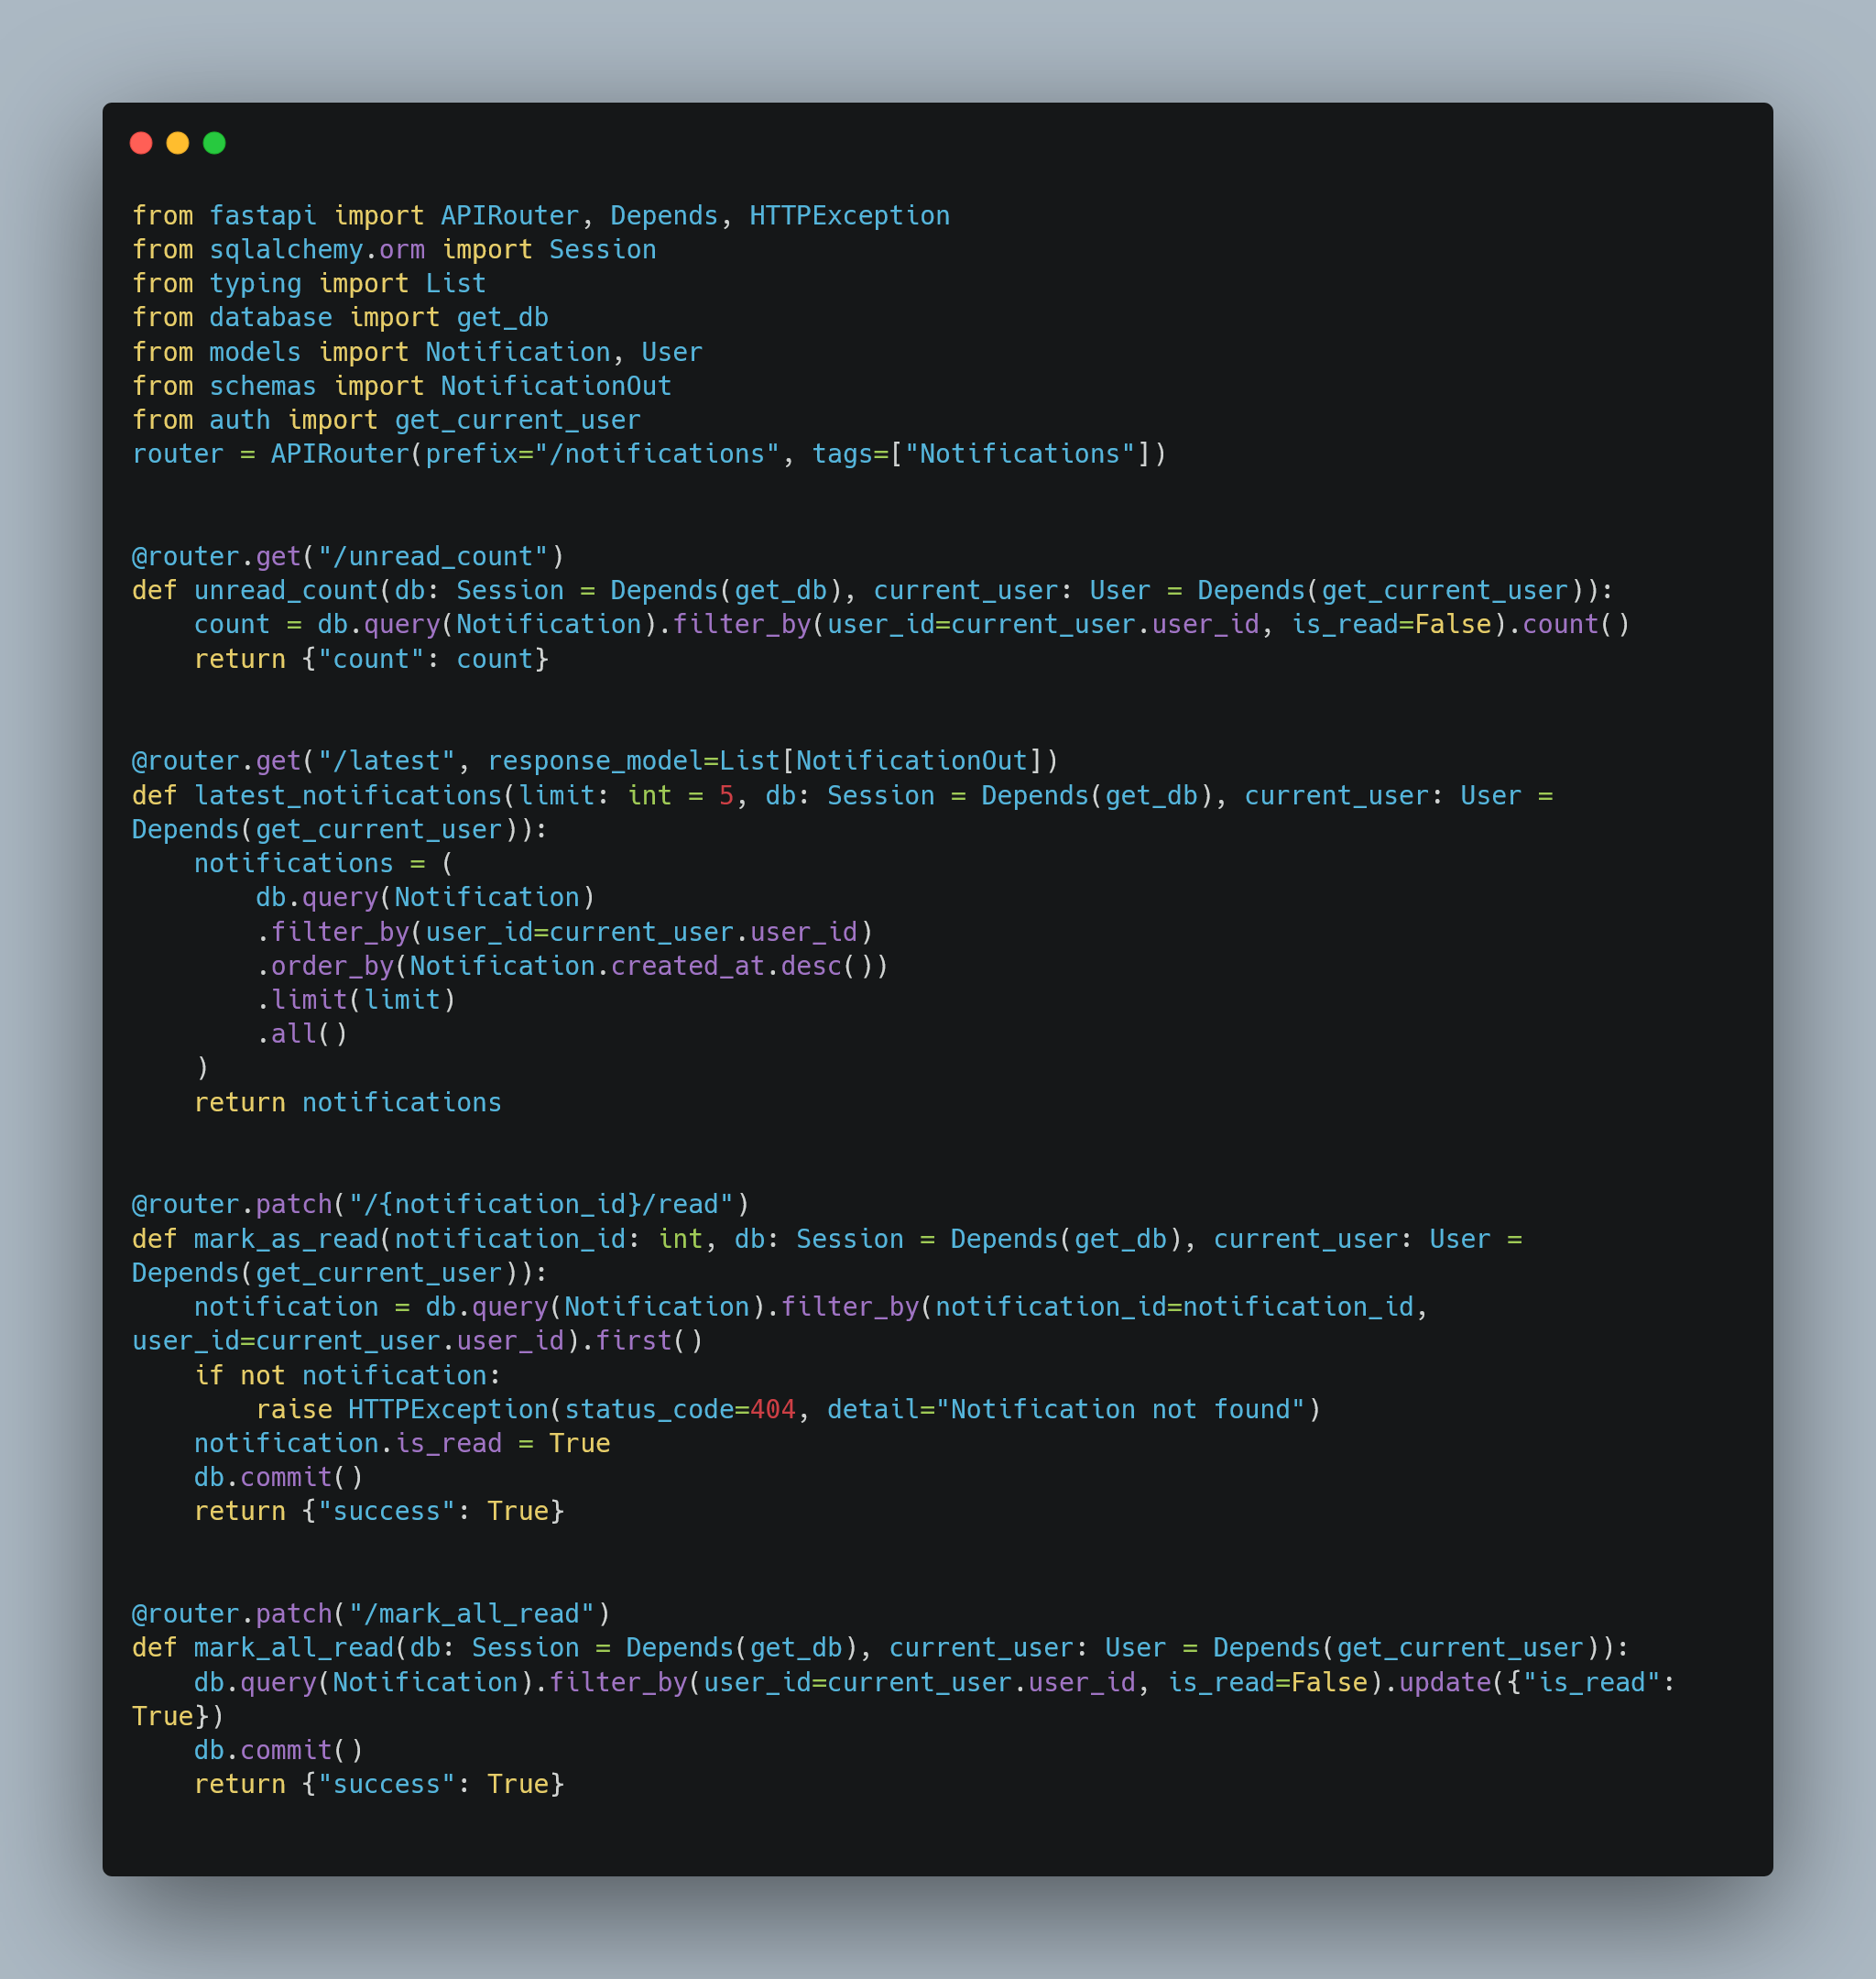 from fastapi import APIRouter, Depends, HTTPException
from sqlalchemy.orm import Session
from typing import List
from database import get_db
from models import Notification, User
from schemas import NotificationOut
from auth import get_current_user
router = APIRouter(prefix="/notifications", tags=["Notifications"])


@router.get("/unread_count")
def unread_count(db: Session = Depends(get_db), current_user: User = Depends(get_current_user)):
    count = db.query(Notification).filter_by(user_id=current_user.user_id, is_read=False).count()
    return {"count": count}


@router.get("/latest", response_model=List[NotificationOut])
def latest_notifications(limit: int = 5, db: Session = Depends(get_db), current_user: User =
Depends(get_current_user)):
    notifications = (
        db.query(Notification)
        .filter_by(user_id=current_user.user_id)
        .order_by(Notification.created_at.desc())
        .limit(limit)
        .all()
    )
    return notifications


@router.patch("/{notification_id}/read")
def mark_as_read(notification_id: int, db: Session = Depends(get_db), current_user: User =
Depends(get_current_user)):
    notification = db.query(Notification).filter_by(notification_id=notification_id,
user_id=current_user.user_id).first()
    if not notification:
        raise HTTPException(status_code=404, detail="Notification not found")
    notification.is_read = True
    db.commit()
    return {"success": True}


@router.patch("/mark_all_read")
def mark_all_read(db: Session = Depends(get_db), current_user: User = Depends(get_current_user)):
    db.query(Notification).filter_by(user_id=current_user.user_id, is_read=False).update({"is_read":
True})
    db.commit()
    return {"success": True}